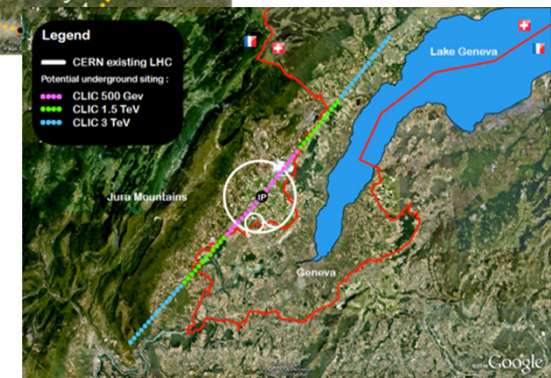 Legend
CERN existing LHC
Potential underground siting :
CLIC 500 Gev
CLIC 1.5 TeV
CLIC 3 TeV
Lake Geneva
Jura Mountains
IP
Geneva
Google